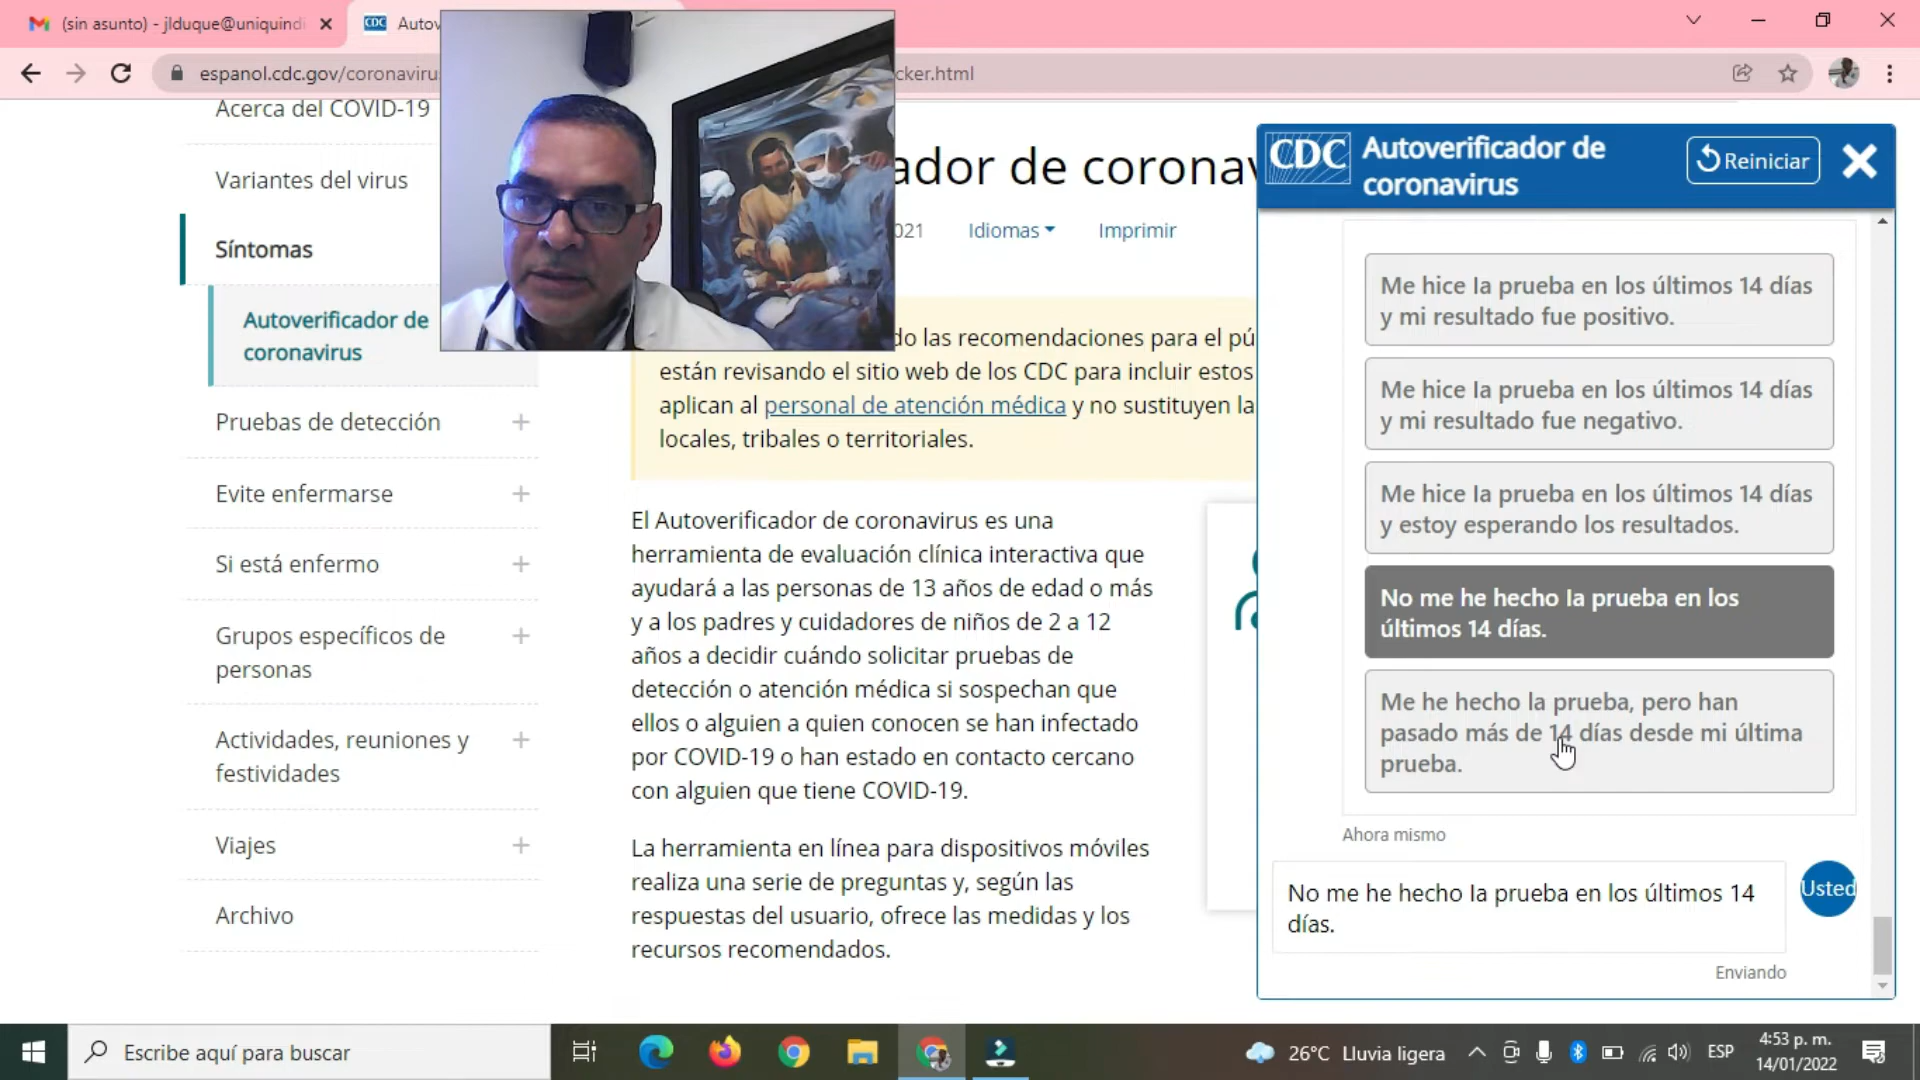 (sin asunto) - jlduque@uniquindi
CDC
Autov
espanol.cdc.gov/coronaviru
cker.html
Acerca del COVID-19
Variantes del virus
Síntomas
Autoverificador de
coronavirus
Pruebas de detección
Evite enfermarse
Si está enfermo
Grupos específicos de
personas
Actividades, reuniones y
festividades
Viajes
Archivo
ador de coronav
021
Idiomas
Imprimir
do las recomendaciones para el pú
están revisando el sitio web de los CDC para incluir estos
aplican al personal de atención médica y no sustituyen la
locales, tribales o territoriales.
El Autoverificador de coronavirus es una
herramienta de evaluación clínica interactiva que
ayudará a las personas de 13 años de edad o más
y a los padres y cuidadores de niños de 2 a 12
años a decidir cuándo solicitar pruebas de
detección o atención médica si sospechan que
ellos o alguien a quien conocen se han infectado
por COVID-19 o han estado en contacto cercano
con alguien que tiene COVID-19.
La herramienta en línea para dispositivos móviles
realiza una serie de preguntas y, según las
respuestas del usuario, ofrece las medidas y los
recursos recomendados.
CDC
Autoverificador de
coronavirus
Reiniciar
Me hice la prueba en los últimos 14 días
y mi resultado fue positivo.
Me hice la prueba en los últimos 14 días
y mi resultado fue negativo.
Me hice la prueba en los últimos 14 días
y estoy esperando los resultados.
No me he hecho la prueba en los
últimos 14 días.
Me he hecho la prueba, pero han
pasado más de 14 días desde mi última
prueba.
Ahora mismo
No me he hecho la prueba en los últimos 14
días.
Usted
Enviando
Escribe aquí para buscar
26°C Lluvia ligera
ESP
4:53 p. m.
14/01/2022